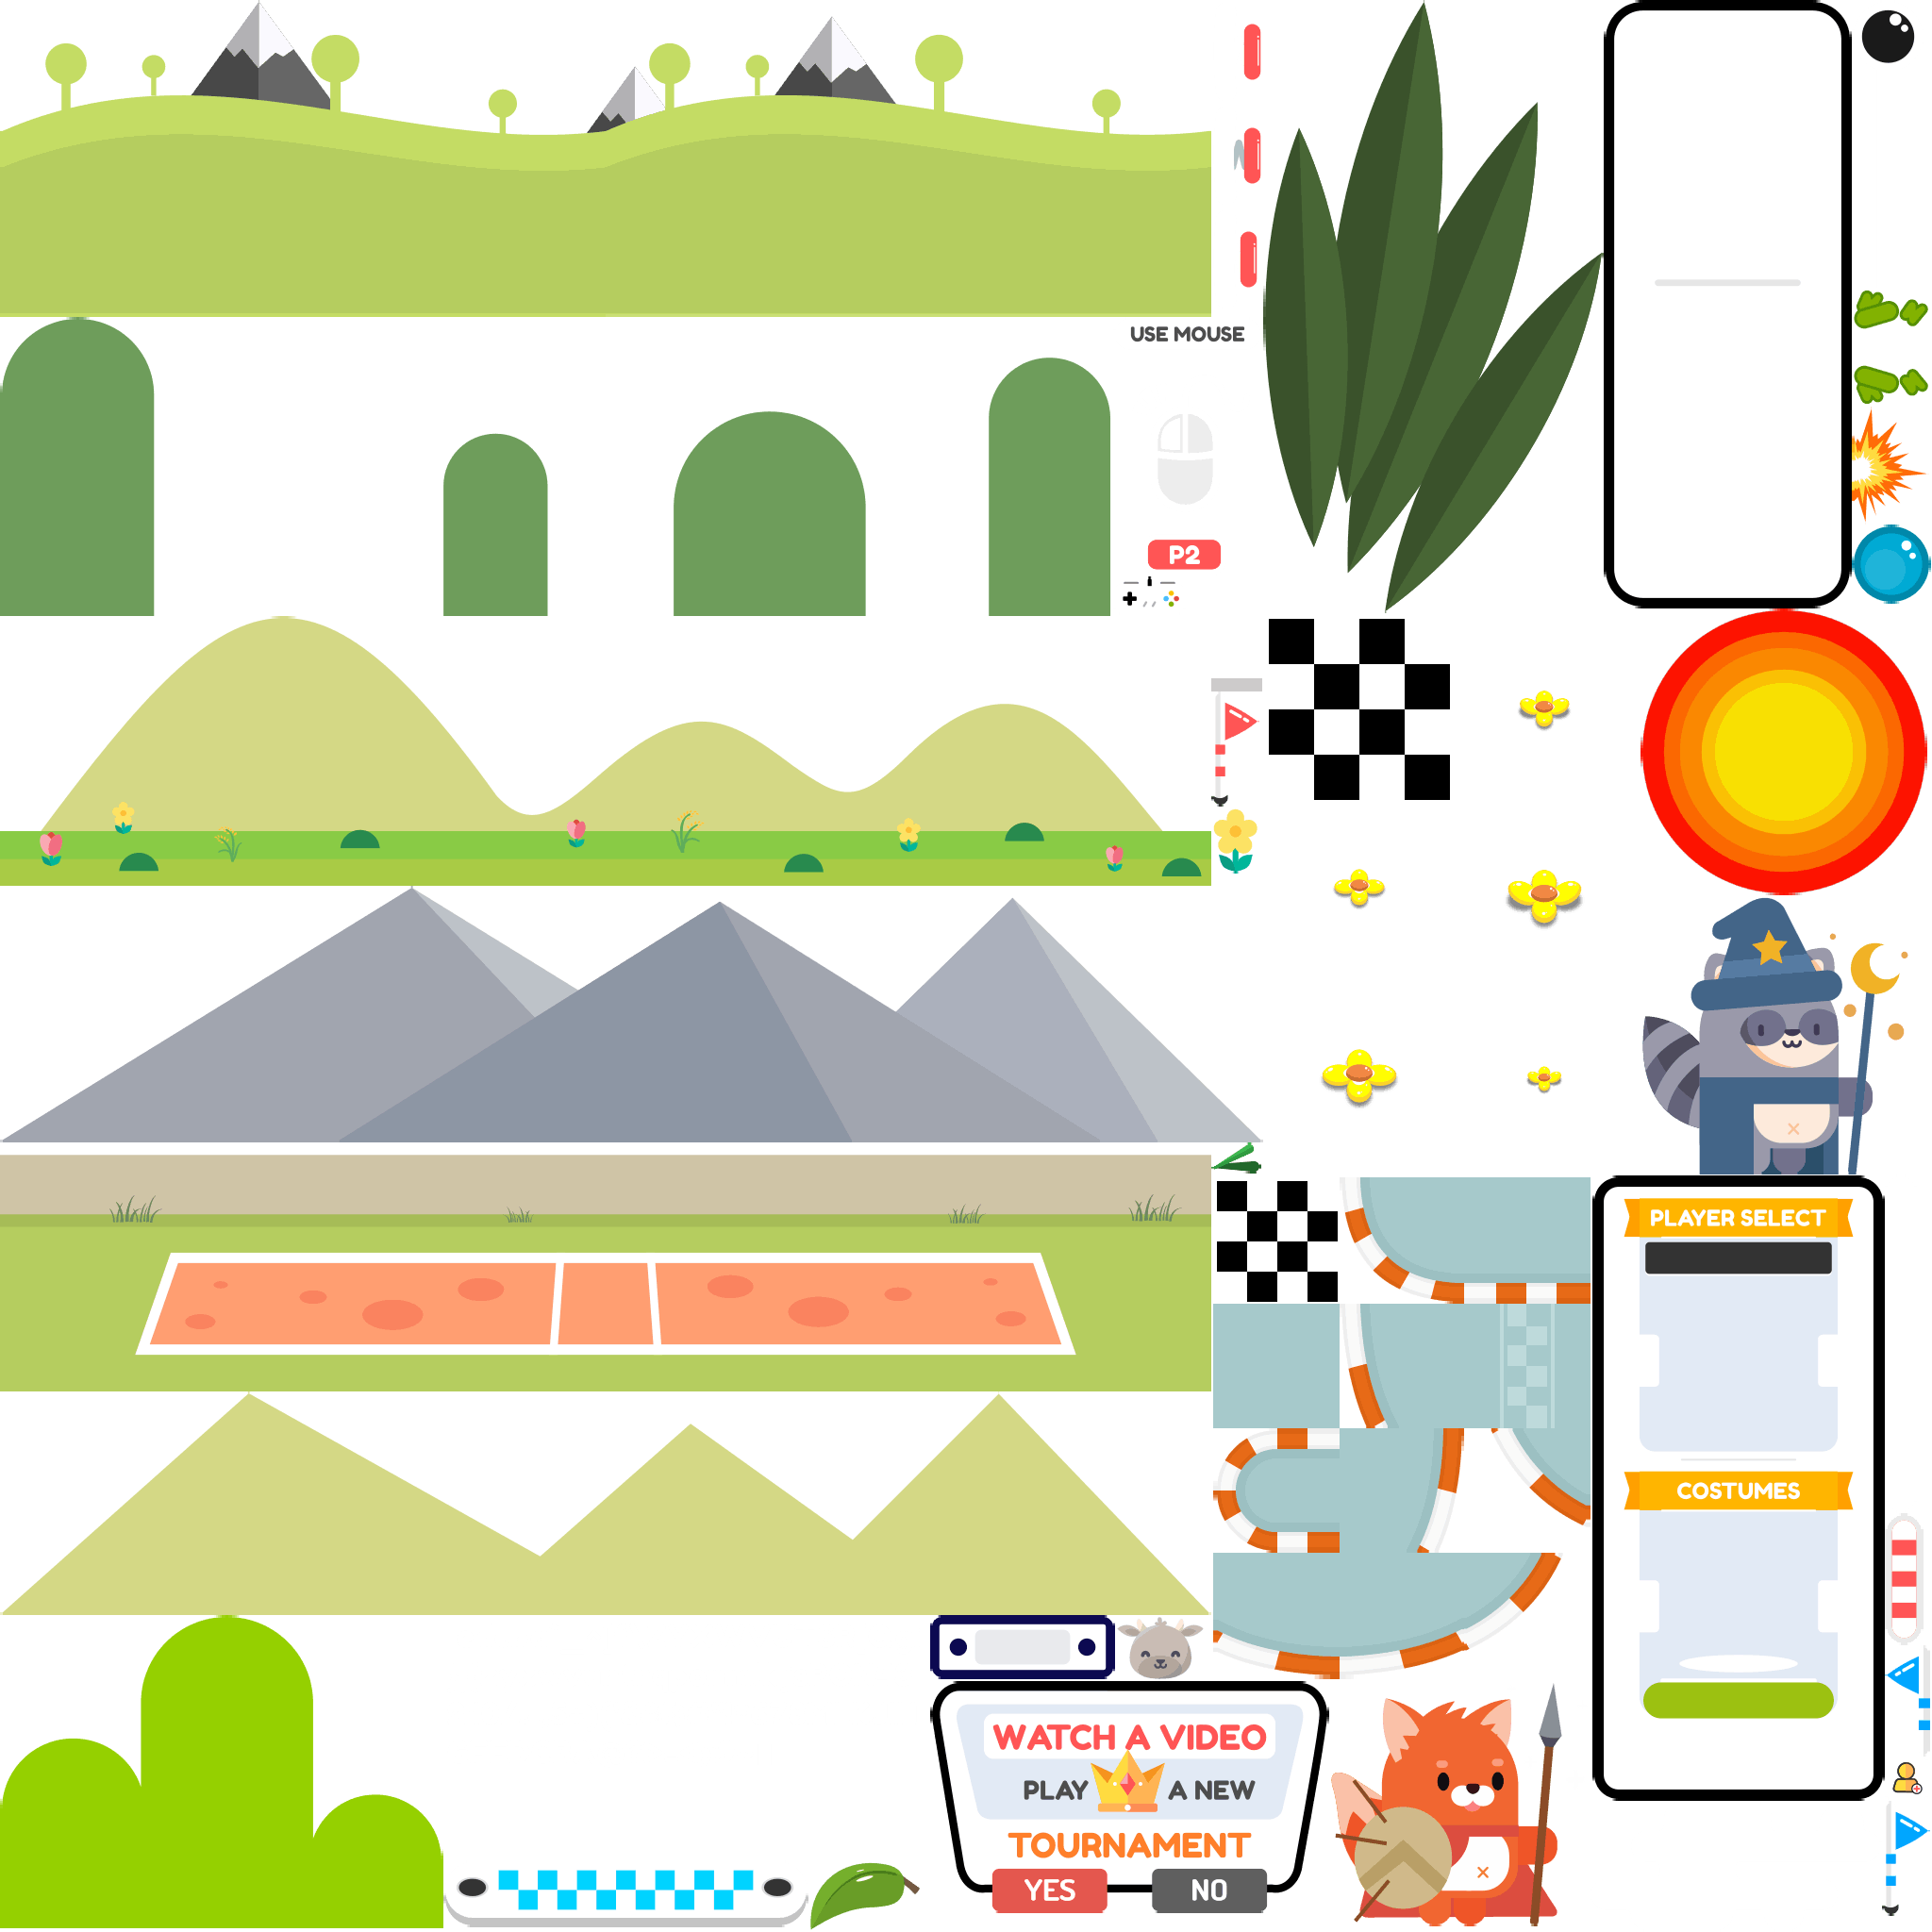 USE MOUSE
P2
PLAYER SELECT
COSTUMES
WATCH A VIDEO
PLAY A NEW
TOURNAMENT
YES NO